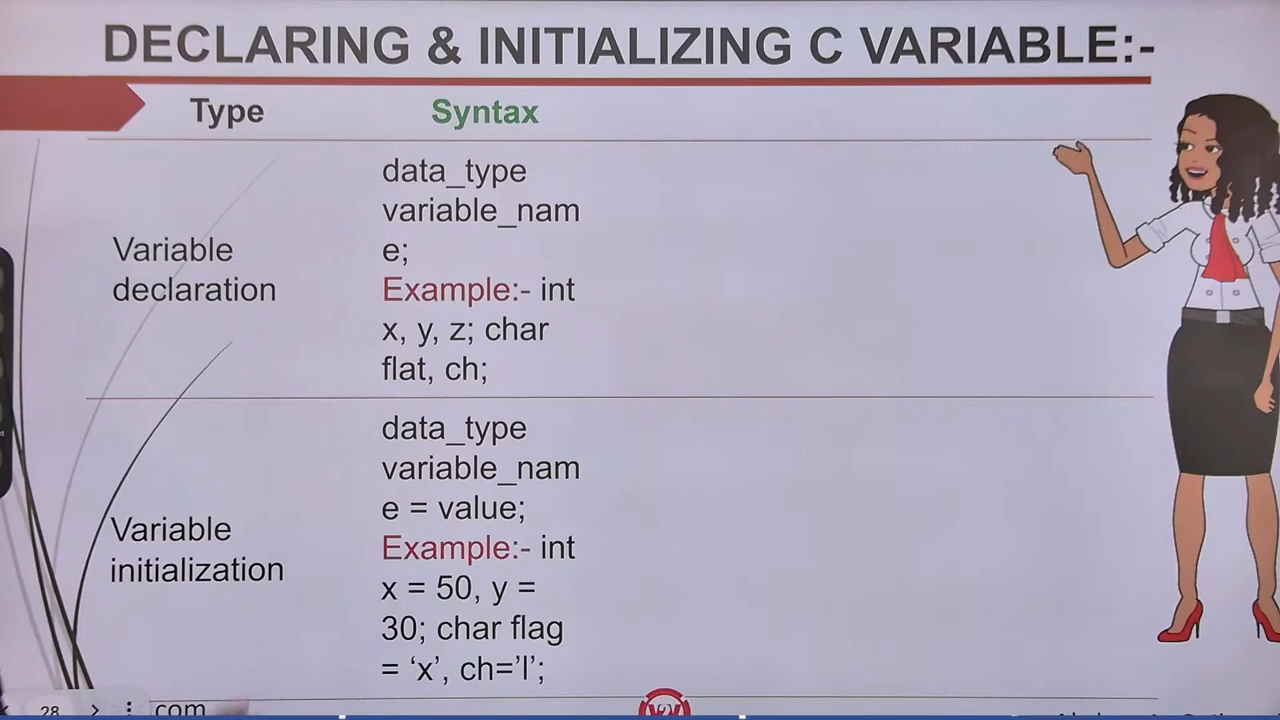 DECLARING & INITIALIZING C VARIABLE:-
Type Syntax
Variable
declaration
data_type
variable_nam
e;
Example:- int
x, y, z; char
flat, ch;
Variable
initialization
data_type
variable_nam
e = value;
Example:- int
x = 50, y =
30; char flag
= ‘x’, ch=’l’;
28
com